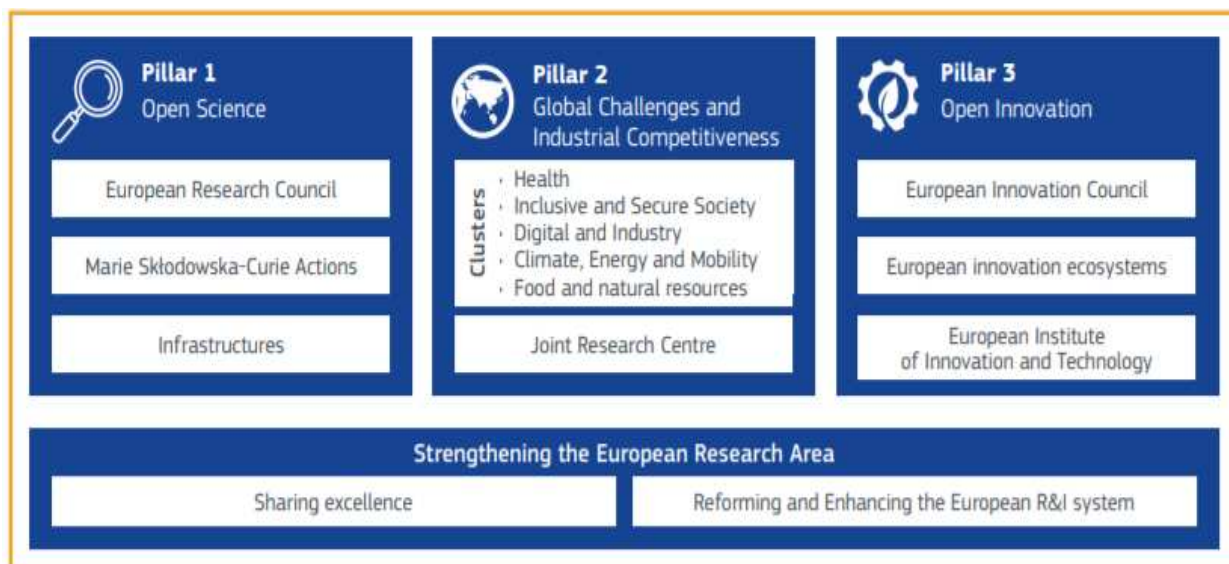 Pillar 1
Open Science
European Research Council
Marie Skłodowska-Curie Actions
Infrastructures
Pillar 2
Global Challenges and
Industrial Competitiveness
Clusters
· Health
· Inclusive and Secure Society
· Digital and Industry
· Climate, Energy and Mobility
· Food and natural resources
Joint Research Centre
Pillar 3
Open Innovation
European Innovation Council
European innovation ecosystems
European Institute
of Innovation and Technology
Strengthening the European Research Area
Sharing excellence
Reforming and Enhancing the European R&I system